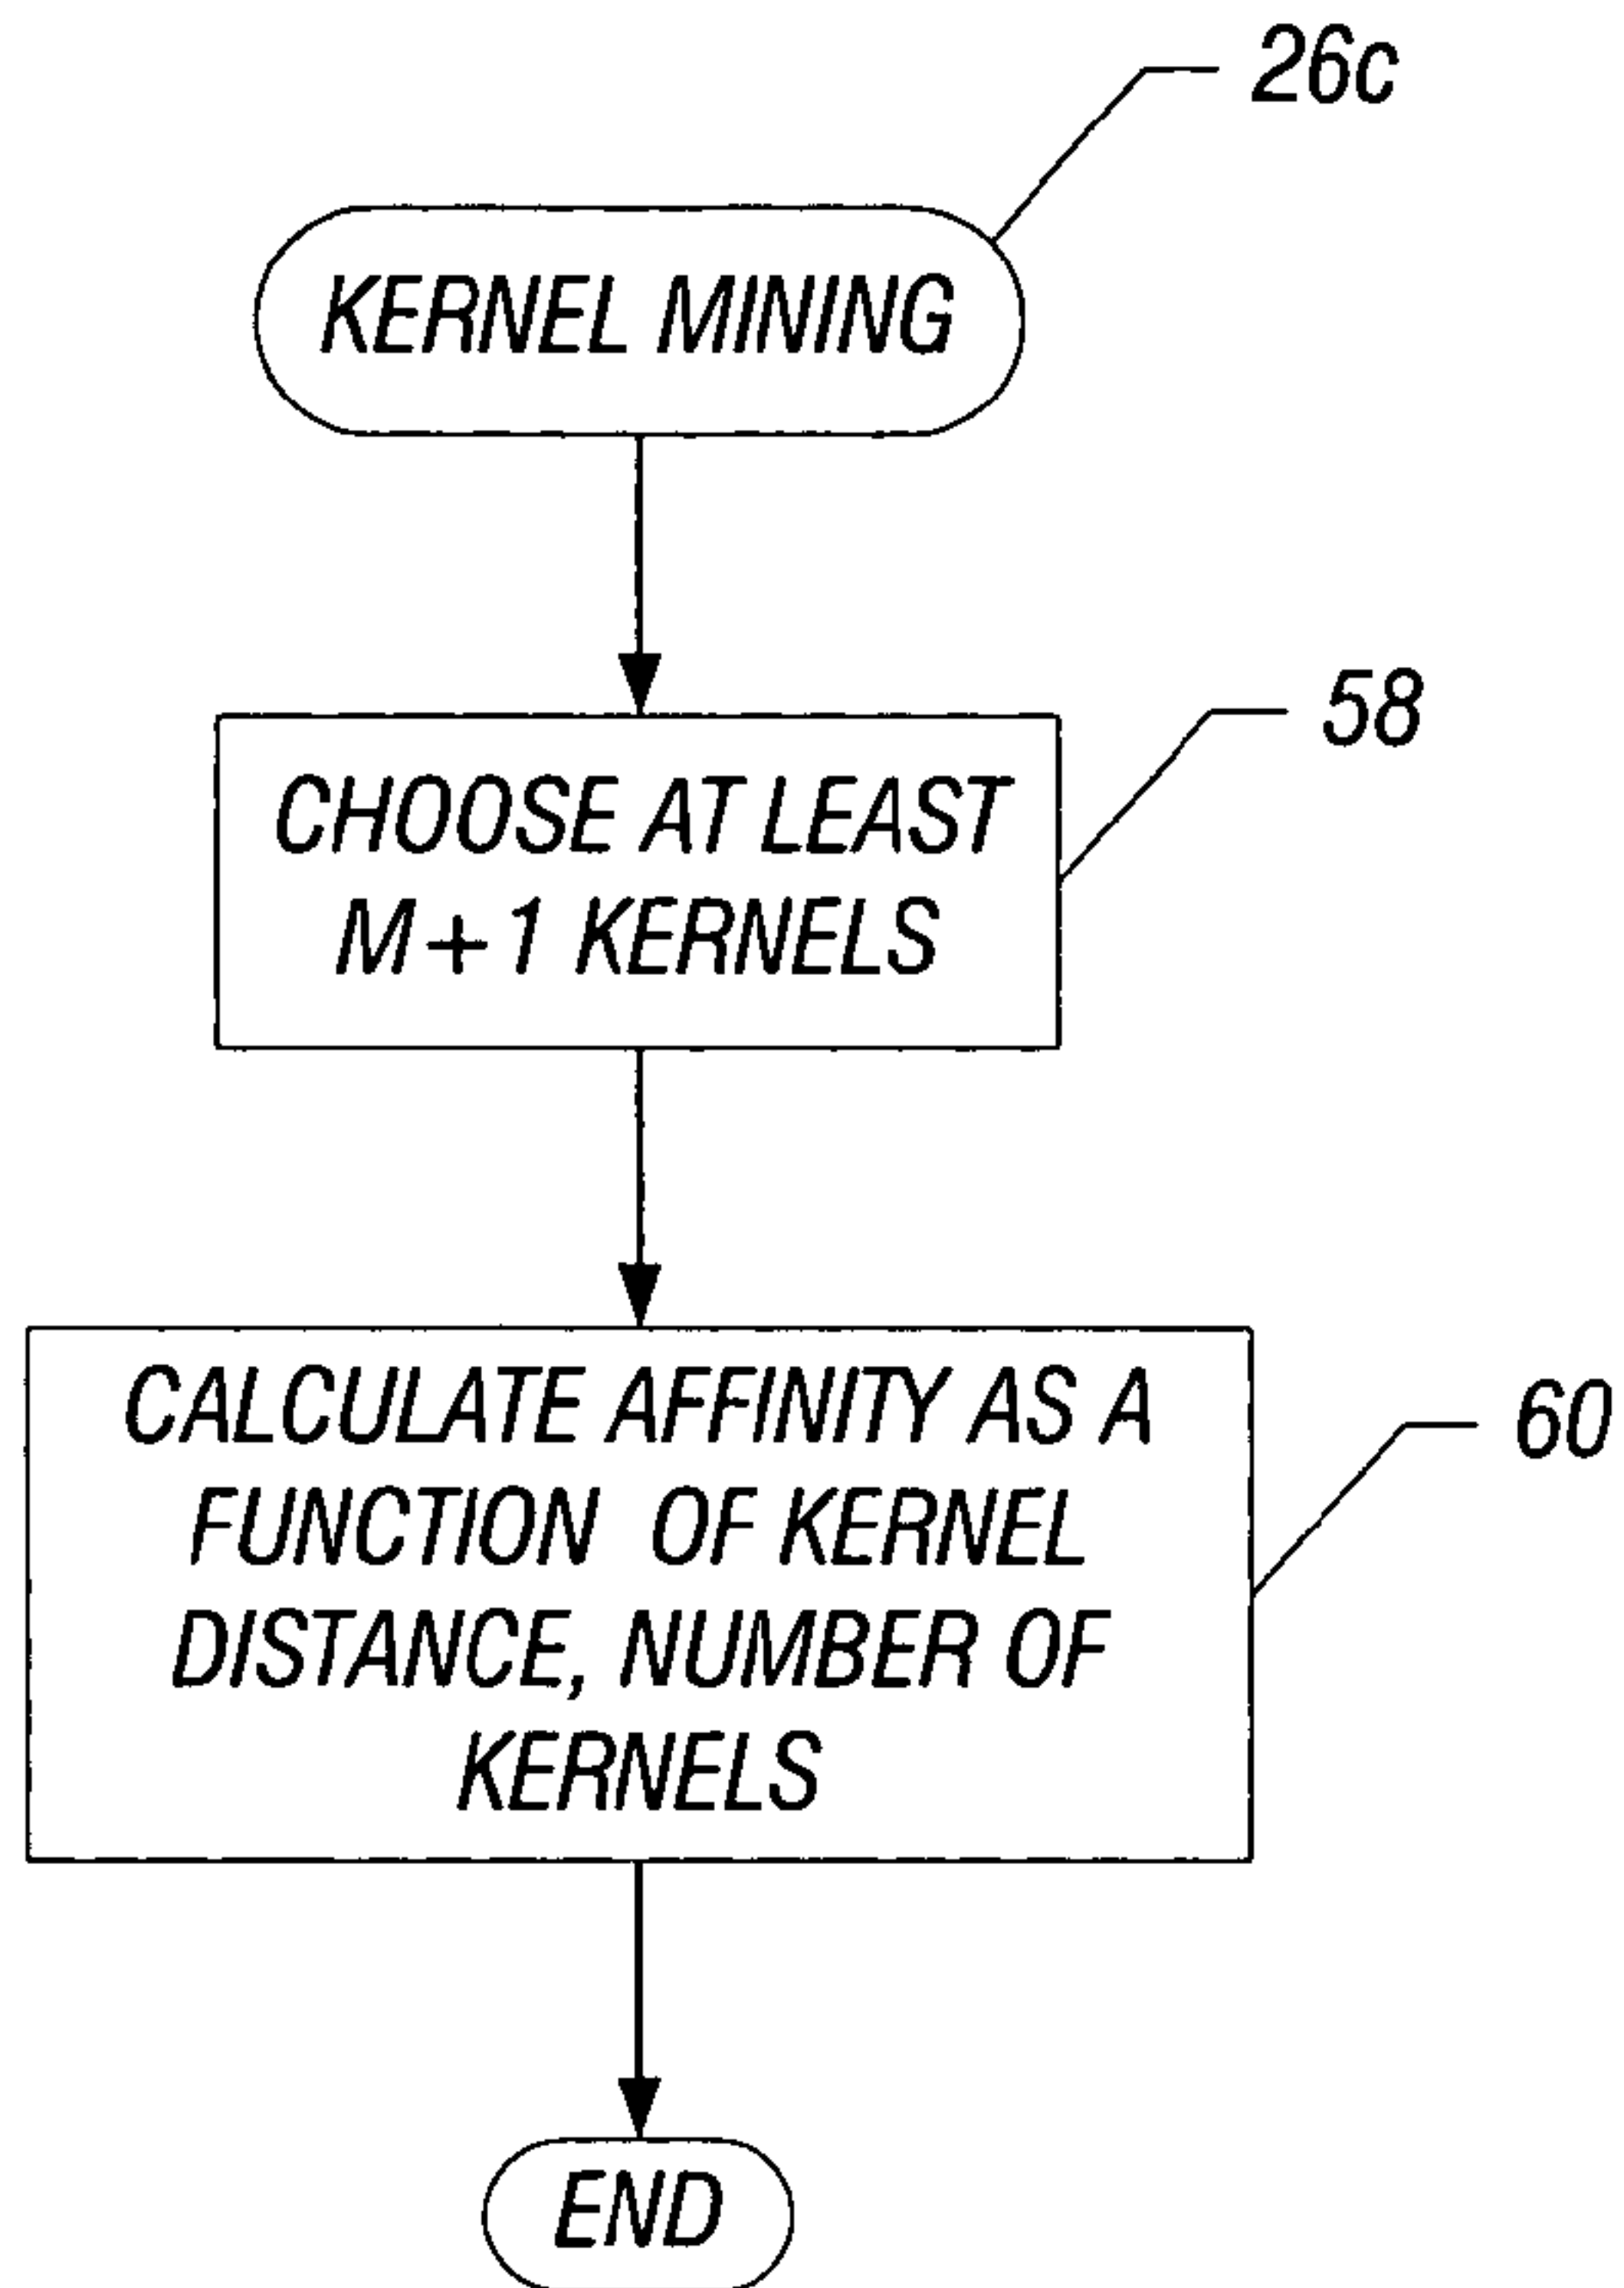 26c
KERNEL MINING
58
CHOOSE AT LEAST
M+1 KERNELS
60
CALCULATE AFFINITY AS A
FUNCTION OF KERNEL
DISTANCE, NUMBER OF
KERNELS
END